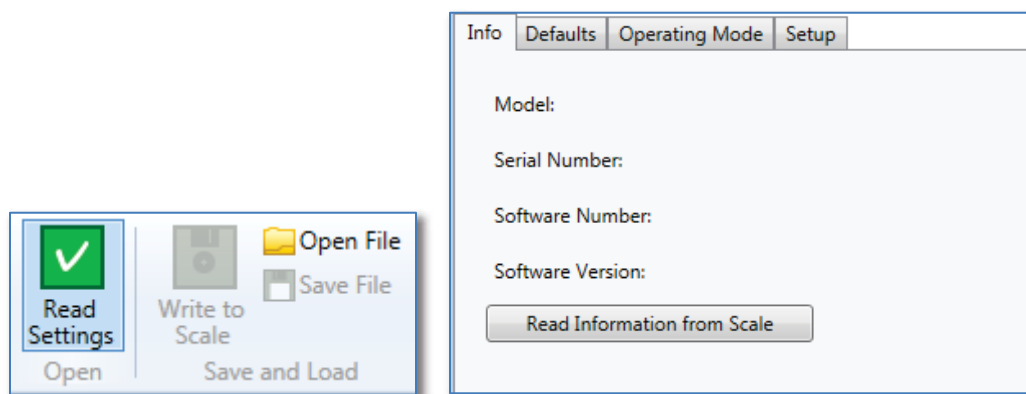 Read
Settings
Open
Write to
Scale
Open File
Save File
Save and Load
Info Defaults Operating Mode Setup
Model:
Serial Number:
Software Number:
Software Version:
Read Information from Scale